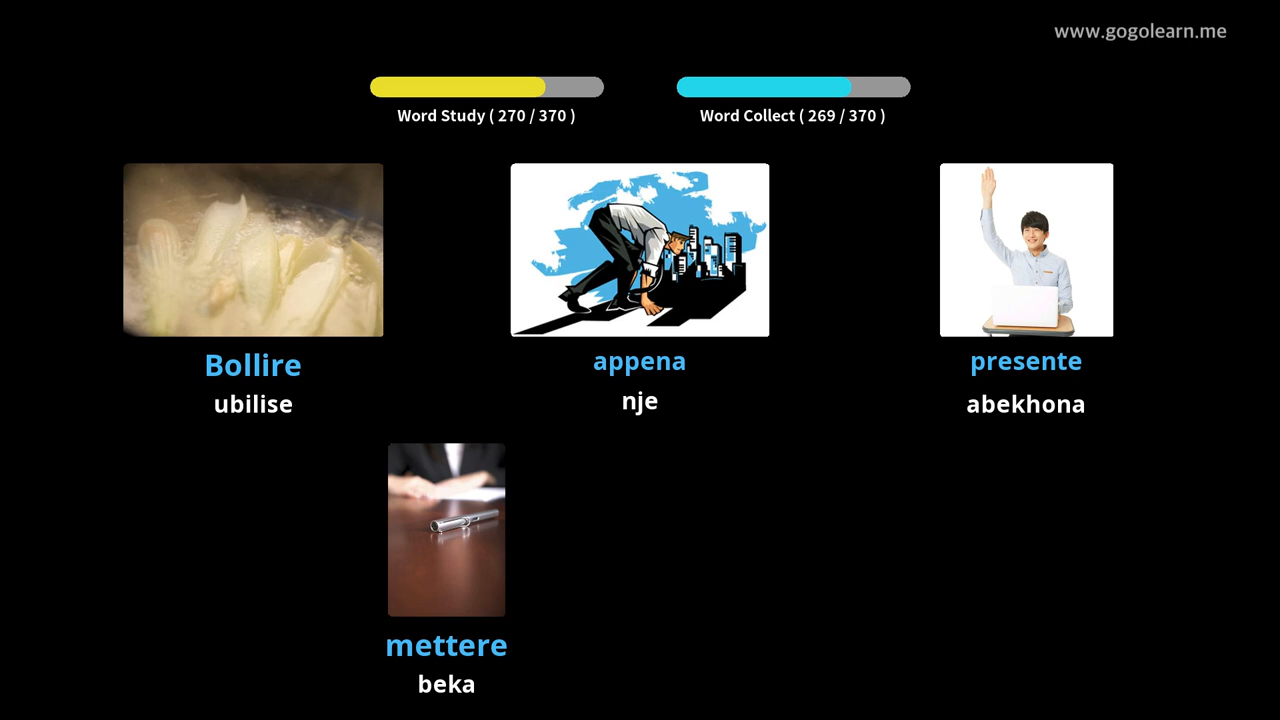 www.gogolearn.me
Word Study ( 270 / 370 )
Word Collect ( 269 / 370 )
Bollire
ubilise
appena
nje
presente
abekhona
mettere
beka